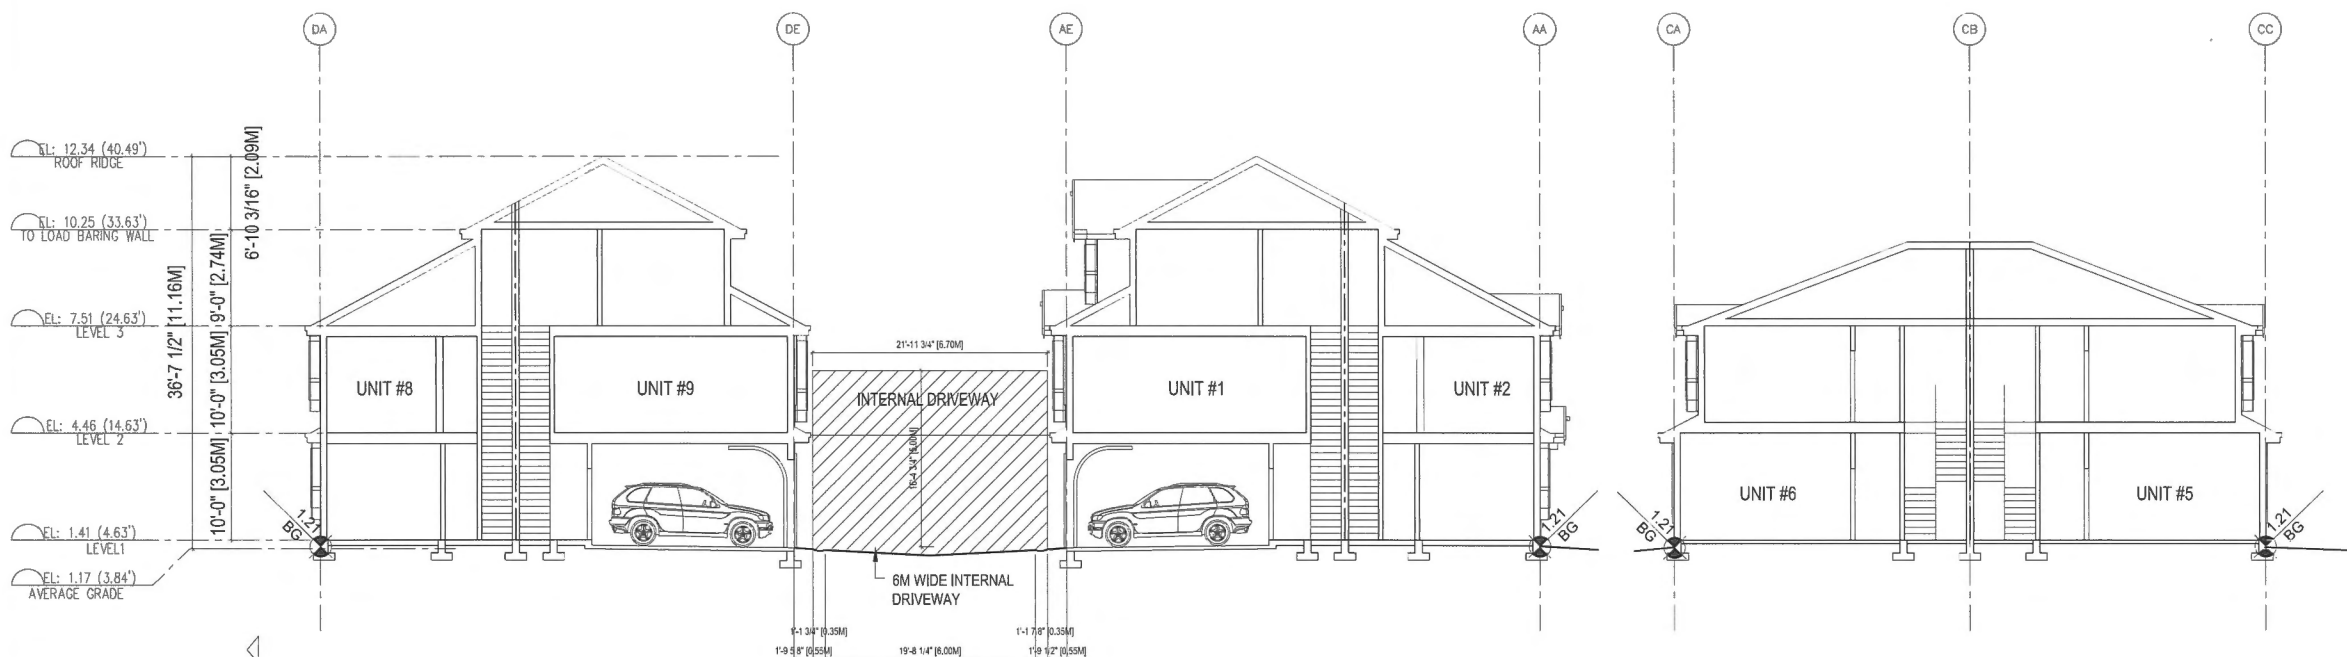 DA
DE
AE
AA
CA
CB
CC
EL: 12.34 (40.49')
ROOF RIDGE
EL: 10.25 (33.63')
TO LOAD BARING WALL
EL: 7.51 (24.63')
LEVEL 3
EL: 4.46 (14.63')
LEVEL 2
EL: 1.41 (4.63')
LEVEL1
EL: 1.17 (3.84')
AVERAGE GRADE
36'-7 1/2" [11.16M]
6'-10 3/16" [2.09M]
9'-0" [2.74M]
10'-0" [3.05M]
10'-0" [3.05M]
1.21
BG
UNIT #8
UNIT #9
21'-11 3/4" [6.70M]
INTERNAL DRIVEWAY
16'-4 3/4" [5.00M]
6M WIDE INTERNAL
DRIVEWAY
1'-1 3/4" [0.35M]
1'-1 7/8" [0.35M]
1'-9 5/8" [0.55M]
19'-8 1/4" [6.00M]
1'-9 1/2" [0.55M]
UNIT #1
UNIT #2
1.21
BG
1.21
BG
UNIT #6
UNIT #5
1.21
BG